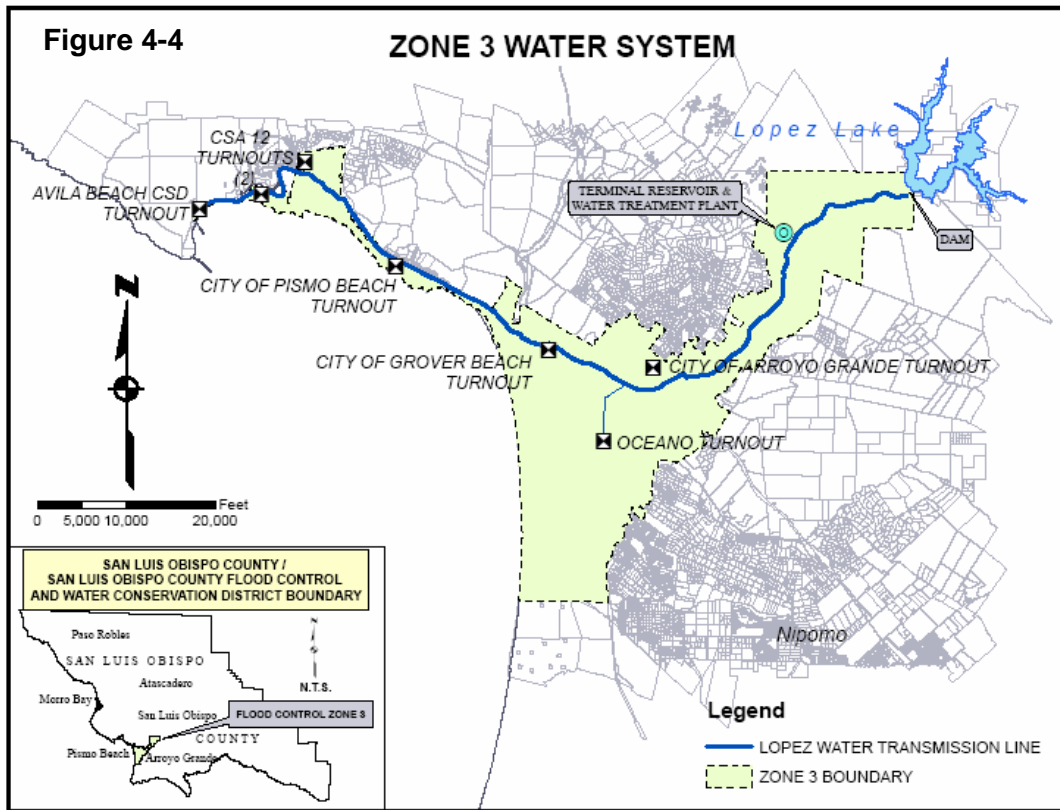 Figure 4-4
ZONE 3 WATER SYSTEM
Lopez Lake
CSA 12
TURNOUTS
(2)
AVILA BEACH CSD
TURNOUT
TERMINAL RESERVOIR &
WATER TREATMENT PLANT
DAM
CITY OF PISMO BEACH
TURNOUT
CITY OF GROVER BEACH
TURNOUT
CITY OF ARROYO GRANDE TURNOUT
OCEANO TURNOUT
N
Feet
0 5,000 10,000 20,000
SAN LUIS OBISPO COUNTY /
SAN LUIS OBISPO COUNTY FLOOD CONTROL
AND WATER CONSERVATION DISTRICT BOUNDARY
Paso Robles
SAN LUIS OBISPO
Atascadero
N.T.S.
Morro Bay
San Luis Obispo
FLOOD CONTROL ZONE 3
COUNTY
Pismo Beach
Arroyo Grande
Nipomo
Legend
LOPEZ WATER TRANSMISSION LINE
ZONE 3 BOUNDARY